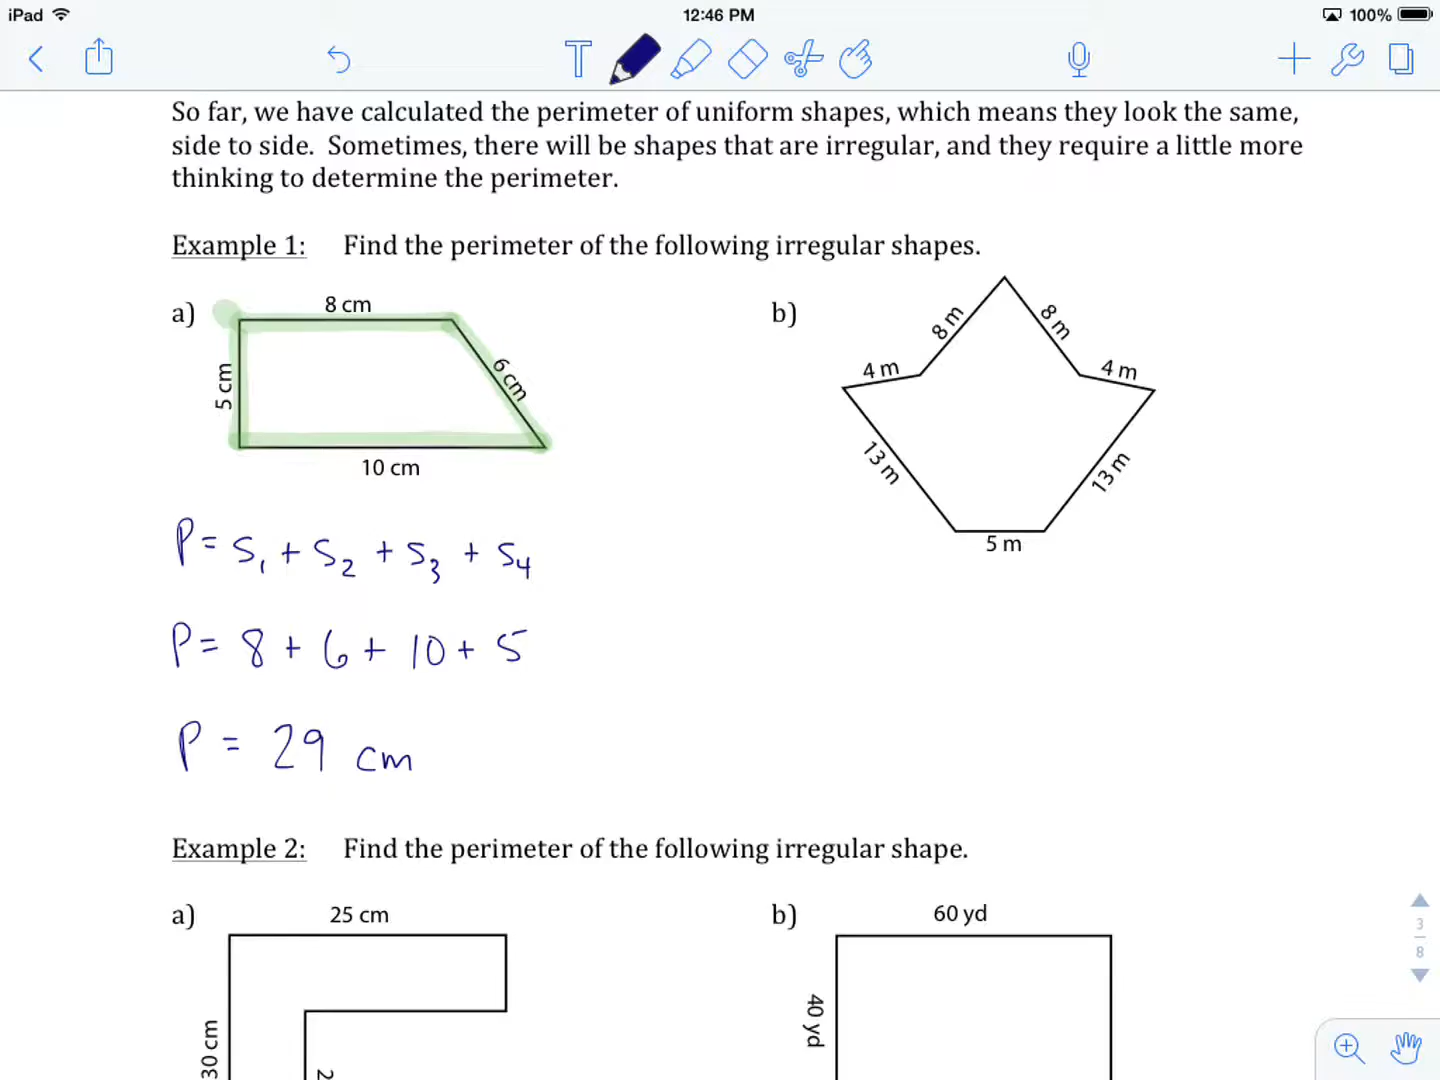 iPad 12:46 PM 100%
T
So far, we have calculated the perimeter of uniform shapes, which means they look the same,
side to side. Sometimes, there will be shapes that are irregular, and they require a little more
thinking to determine the perimeter.
Example 1: Find the perimeter of the following irregular shapes.
a)
8 cm
5 cm
6 cm
10 cm
b)
8 m
8 m
4 m
4 m
13 m
13 m
5 m
P = S1 + S2 + S3 + S4
P = 8 + 6 + 10 + 5
P = 29 cm
Example 2: Find the perimeter of the following irregular shape.
a)
25 cm
30 cm
2
b)
60 yd
40 yd
3
8